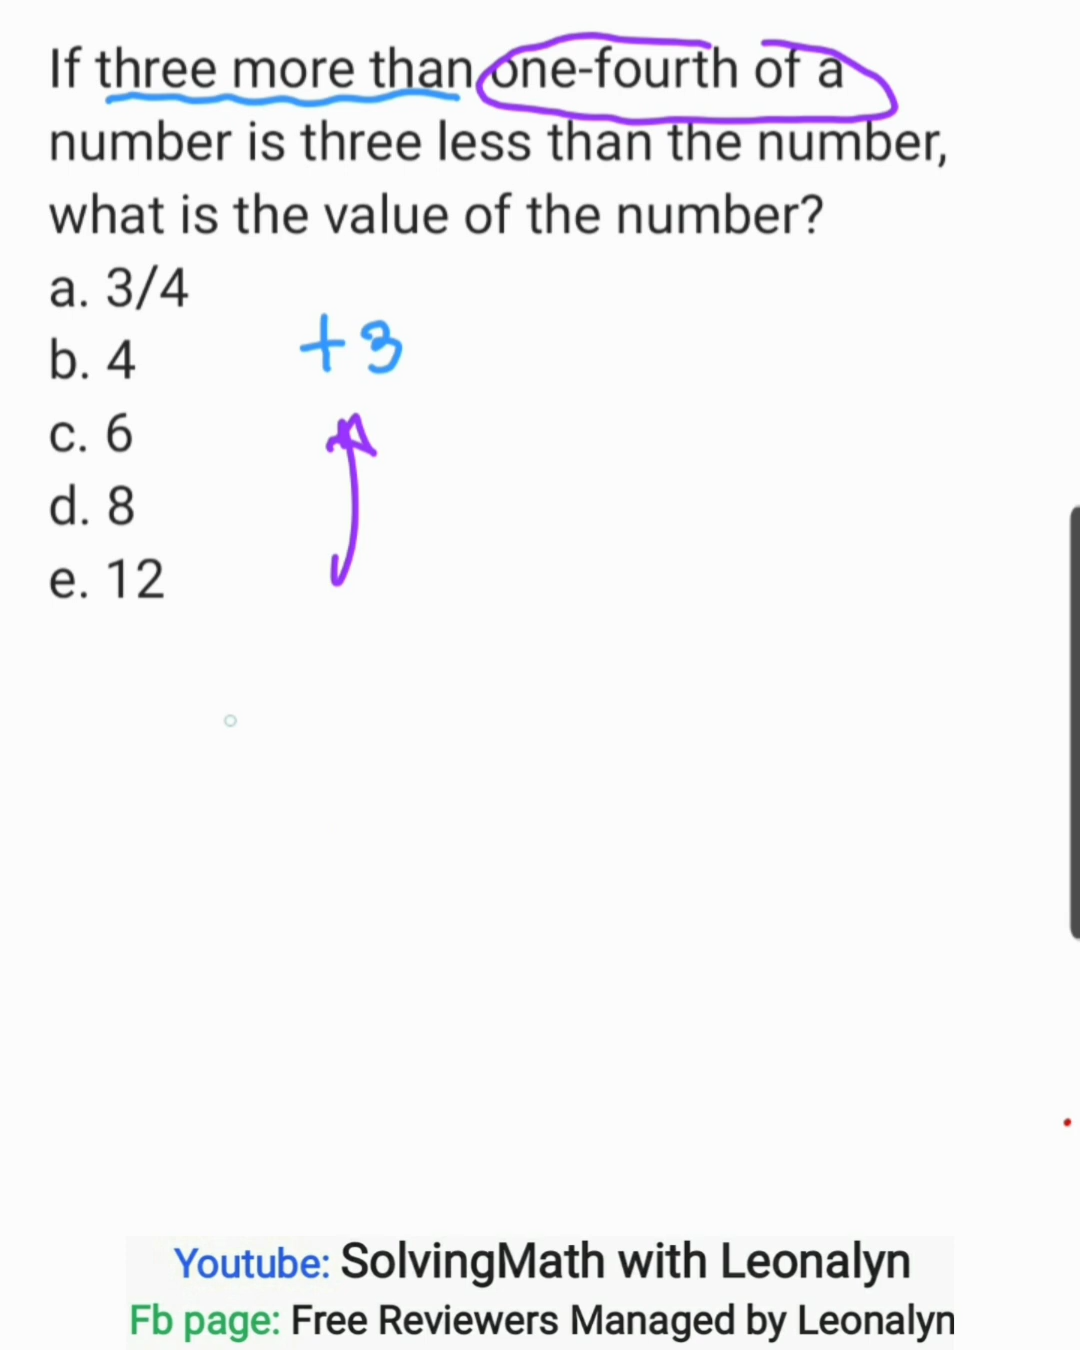 If three more than one-fourth of a
number is three less than the number,
what is the value of the number?
a. 3/4
b. 4
c. 6
d. 8
e. 12
+3
Youtube: SolvingMath with Leonalyn
Fb page: Free Reviewers Managed by Leonalyn